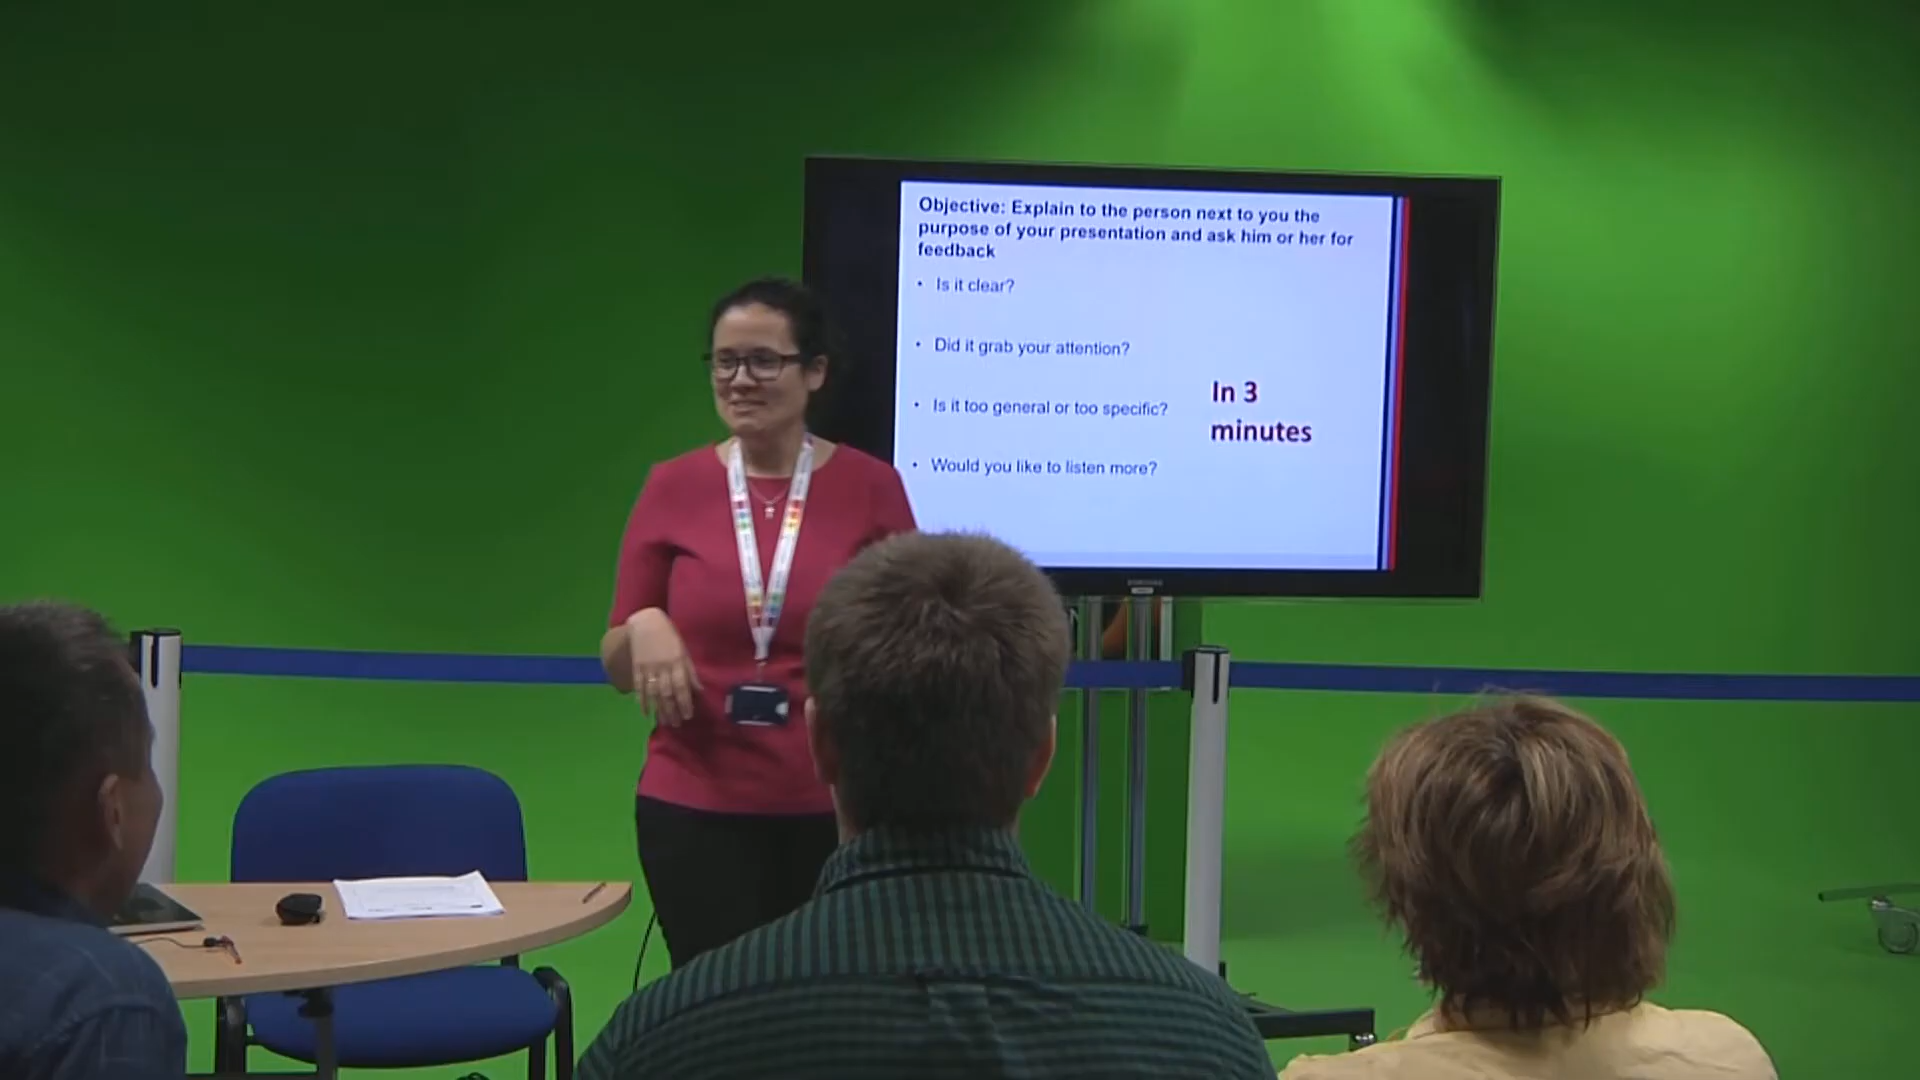 Objective: Explain to the person next to you the
purpose of your presentation and ask him or her for
feedback
• Is it clear?
• Did it grab your attention?
• Is it too general or too specific?
• Would you like to listen more?
In 3
minutes
SAMSUNG